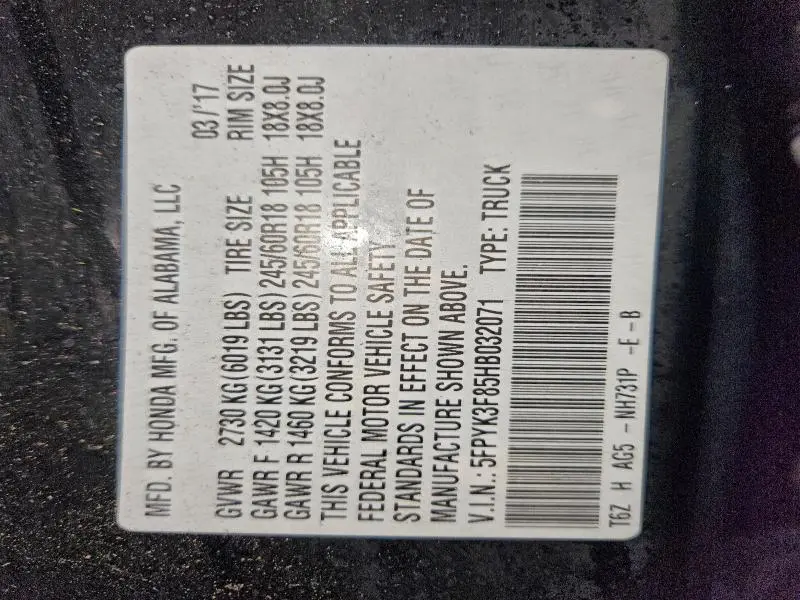 MFD. BY HONDA MFG. OF ALABAMA, LLC
03/'17
GVWR 2730 KG (6019 LBS) TIRE SIZE RIM SIZE
GAWR F 1420 KG (3131 LBS) 245/60R18 105H 18X8.0J
GAWR R 1460 KG (3219 LBS) 245/60R18 105H 18X8.0J
THIS VEHICLE CONFORMS TO ALL APPLICABLE
FEDERAL MOTOR VEHICLE SAFETY
STANDARDS IN EFFECT ON THE DATE OF
MANUFACTURE SHOWN ABOVE.
V.I.N.: 5FPYK3F85HB032071 TYPE: TRUCK
T6Z H AG5 - NH731P -E -B